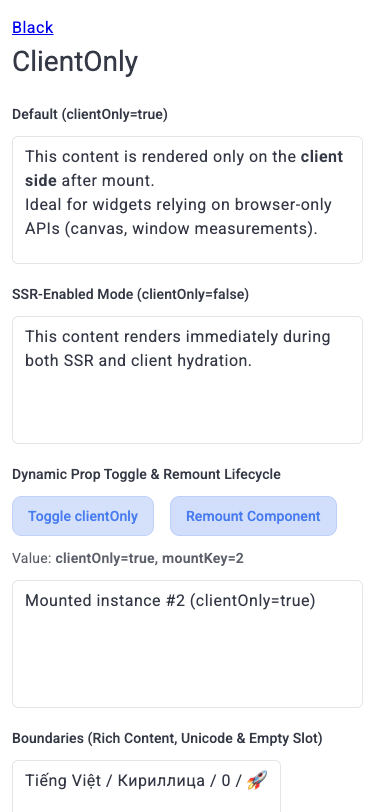 Black
ClientOnly
Default (clientOnly=true)
This content is rendered only on the client
side after mount.
Ideal for widgets relying on browser-only
APIs (canvas, window measurements).
SSR-Enabled Mode (clientOnly=false)
This content renders immediately during
both SSR and client hydration.
Dynamic Prop Toggle & Remount Lifecycle
Toggle clientOnly
Remount Component
Value: clientOnly=true, mountKey=2
Mounted instance #2 (clientOnly=true)
Boundaries (Rich Content, Unicode & Empty Slot)
Tiếng Việt / Кириллица / 0 / 🚀